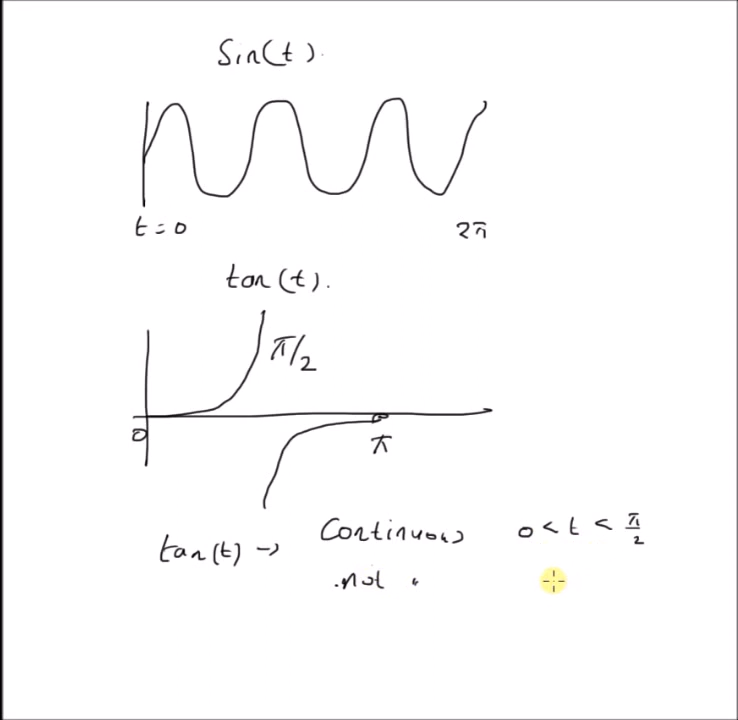 Sin(t).
t=0 2π
tan(t).
π/2
0
π
tan(t) → Continuous 0 < t < π/2
.not "